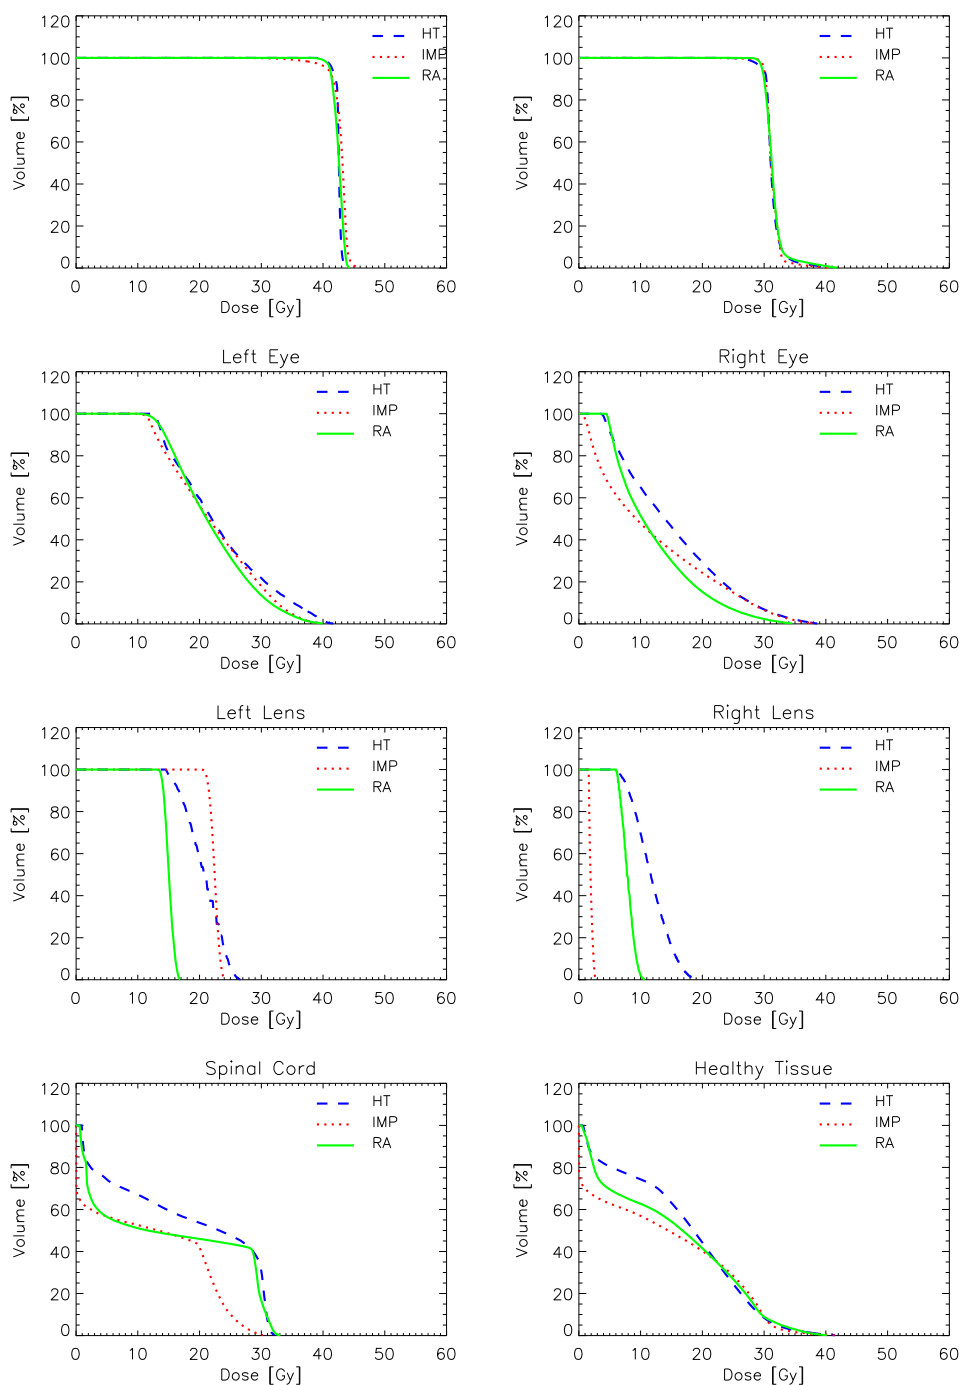 120
100
80
60
40
20
0
Volume [%]
0 10 20 30 40 50 60
Dose [Gy]
HT
IMP
RA
120
100
80
60
40
20
0
Volume [%]
0 10 20 30 40 50 60
Dose [Gy]
HT
IMP
RA
Left Eye
120
100
80
60
40
20
0
Volume [%]
0 10 20 30 40 50 60
Dose [Gy]
HT
IMP
RA
Right Eye
120
100
80
60
40
20
0
Volume [%]
0 10 20 30 40 50 60
Dose [Gy]
HT
IMP
RA
Left Lens
120
100
80
60
40
20
0
Volume [%]
0 10 20 30 40 50 60
Dose [Gy]
HT
IMP
RA
Right Lens
120
100
80
60
40
20
0
Volume [%]
0 10 20 30 40 50 60
Dose [Gy]
HT
IMP
RA
Spinal Cord
120
100
80
60
40
20
0
Volume [%]
0 10 20 30 40 50 60
Dose [Gy]
HT
IMP
RA
Healthy Tissue
120
100
80
60
40
20
0
Volume [%]
0 10 20 30 40 50 60
Dose [Gy]
HT
IMP
RA